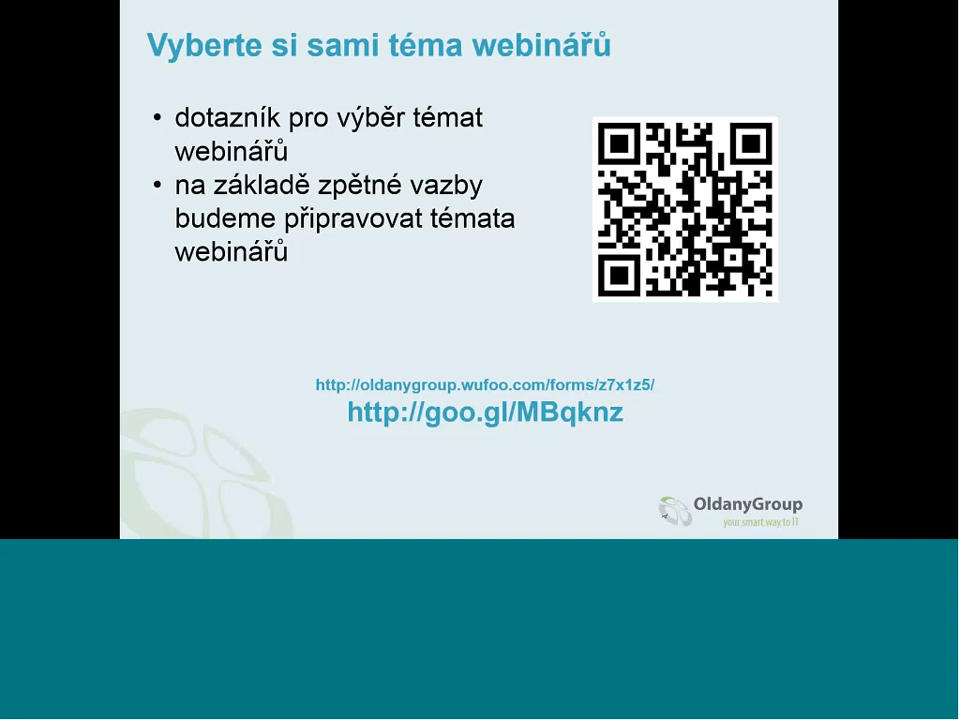 Vyberte si sami téma webinářů
• dotazník pro výběr témat
webinářů
• na základě zpětné vazby
budeme připravovat témata
webinářů
http://oldanygroup.wufoo.com/forms/z7x1z5/
http://goo.gl/MBqknz
OldanyGroup
your smart way to IT